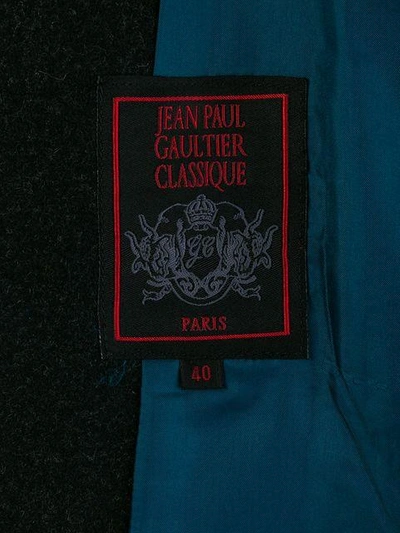 JEAN PAUL
GAULTIER
CLASSIQUE
PARIS
40